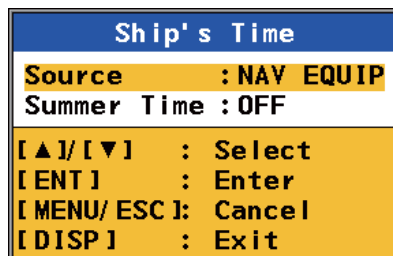 Ship's Time
Source : NAV EQUIP
Summer Time : OFF
[▲]/[▼] : Select
[ENT] : Enter
[MENU/ESC]: Cancel
[DISP] : Exit